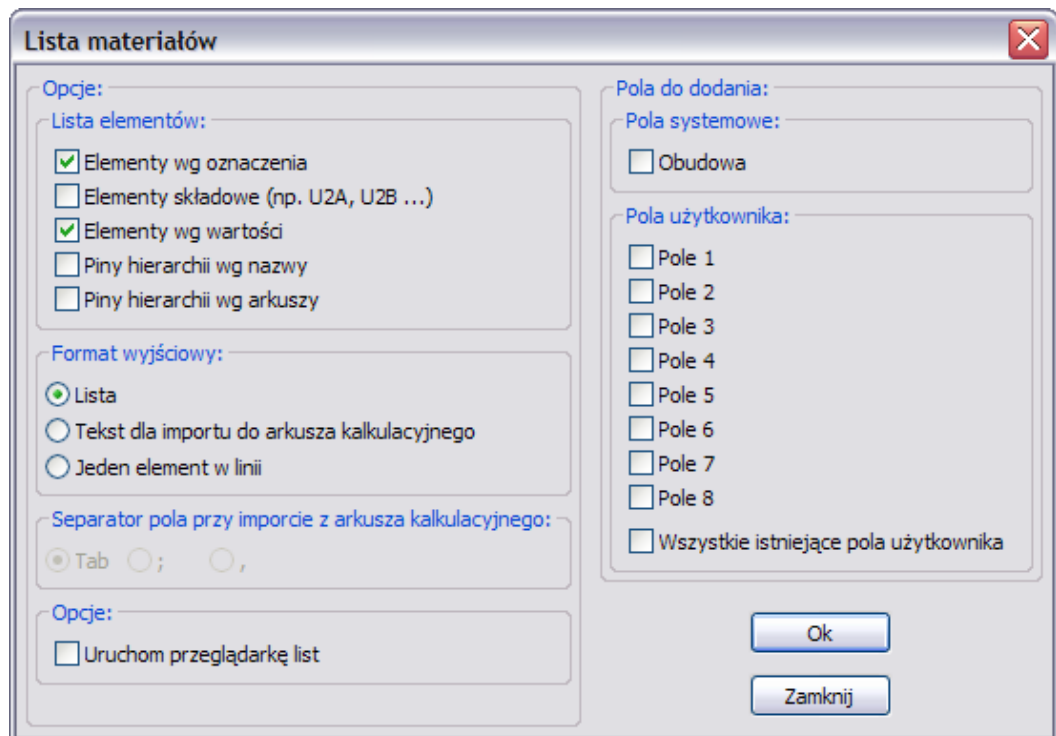 Lista materiałów
Opcje:
Lista elementów:
Elementy wg oznaczenia
Elementy składowe (np. U2A, U2B ...)
Elementy wg wartości
Piny hierarchii wg nazwy
Piny hierarchii wg arkuszy
Format wyjściowy:
Lista
Tekst dla importu do arkusza kalkulacyjnego
Jeden element w linii
Separator pola przy imporcie z arkusza kalkulacyjnego:
Tab ; ,
Opcje:
Uruchom przeglądarkę list
Pola do dodania:
Pola systemowe:
Obudowa
Pola użytkownika:
Pole 1
Pole 2
Pole 3
Pole 4
Pole 5
Pole 6
Pole 7
Pole 8
Wszystkie istniejące pola użytkownika
Ok
Zamknij